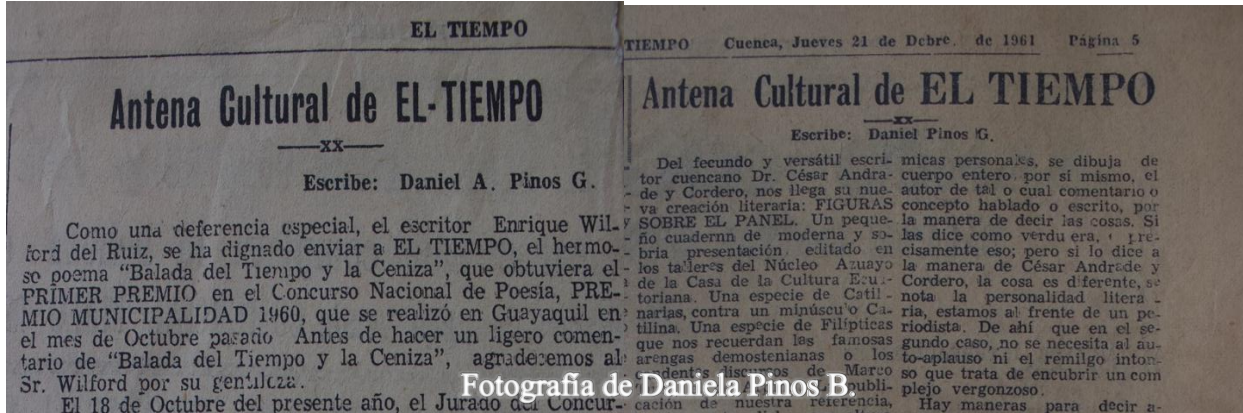 EL TIEMPO
Antena Cultural de EL-TIEMPO
—xx—
Escribe: Daniel A. Pinos G.
Como una deferencia especial, el escritor Enrique Wil-
ford del Ruiz, se ha dignado enviar a EL TIEMPO, el hermo-
so poema "Balada del Tiempo y la Ceniza", que obtuviera el
PRIMER PREMIO en el Concurso Nacional de Poesía, PRE-
MIO MUNICIPALIDAD 1960, que se realizó en Guayaquil en
el mes de Octubre pasado Antes de hacer un ligero comen-
tario de "Balada del Tiempo y la Ceniza", agradecemos al
Sr. Wilford por su gentileza.
El 18 de Octubre del presente año, el Jurado del Concur-
TIEMPO Cuenca, Jueves 21 de Dcbre. de 1961 Página 5
Antena Cultural de EL TIEMPO
—xx—
Escribe: Daniel Pinos G.
Del fecundo y versátil escri-
tor cuencano Dr. César Andra-
de y Cordero, nos llega su nue-
va creación literaria: FIGURAS
SOBRE EL PANEL. Un peque-
ño cuadernn de moderna y so-
bria presentación, editado en
los talleres del Núcleo Azuayo
de la Casa de la Cultura Ecua-
toriana. Una especie de Catil-
narias, contra un minúsculo Ca-
tilina. Una especie de Filípticas
que nos recuerdan las famosas
arengas demostenianas o los
discursos de Marco
cación de nuestra referencia,
micas personales, se dibuja de
cuerpo entero por si mismo, el
autor de tal o cual comentario o
concepto hablado o escrito, por
la manera de decir las cosas. Si
las dice como verdu era,
cisamente eso; pero si lo dice a
la manera de César Andrade y
Cordero, la cosa es diferente, se
nota la personalidad litera -
ria, estamos al frente de un pe-
riodista. De ahí que en el se-
gundo caso, no se necesita al au-
to-aplauso ni el remilgo inton-
so que trata de encubrir un com
plejo vergonzoso.
Hay maneras para decir a-
Fotografía de Daniela Pinos B.